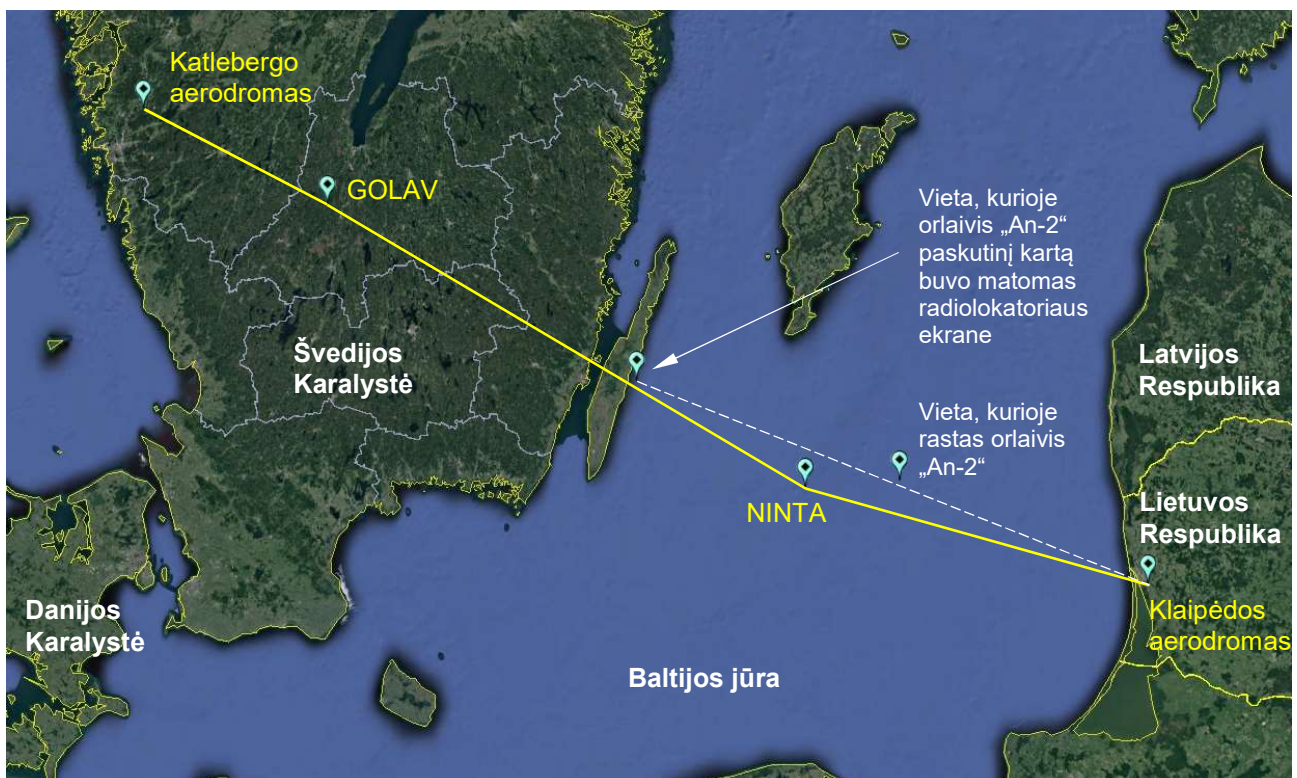 Katlebergo
aerodromas
GOLAV
Vieta, kurioje
orlaivis „An-2“
paskutinį kartą
buvo matomas
radiolokatoriaus
ekrane
Švedijos
Karalystė
Latvijos
Respublika
Vieta, kurioje
rastas orlaivis
„An-2“
NINTA
Lietuvos
Respublika
Danijos
Karalystė
Klaipėdos
aerodromas
Baltijos jūra